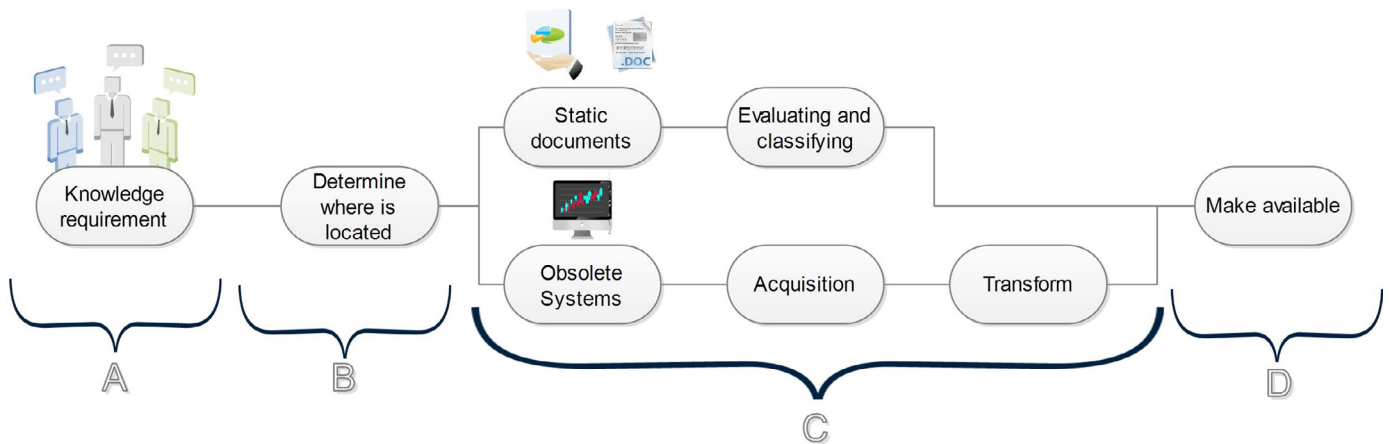 .DOC
Static
documents
Evaluating and
classifying
Knowledge
requirement
Determine
where is
located
Make available
Obsolete
Systems
Acquisition
Transform
A
B
C
D